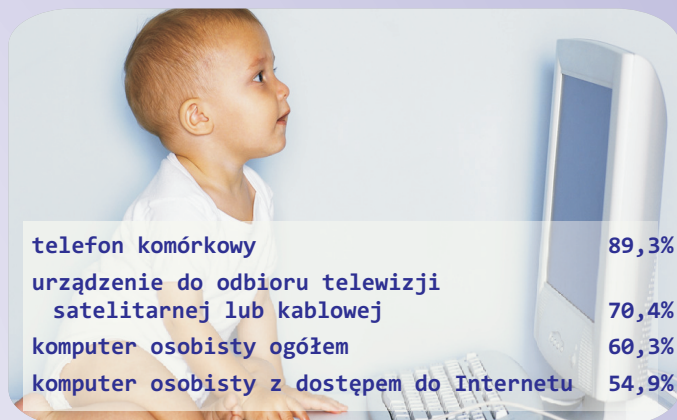 telefon komórkowy 89,3%
urządzenie do odbioru telewizji
satelitarnej lub kablowej 70,4%
komputer osobisty ogółem 60,3%
komputer osobisty z dostępem do Internetu 54,9%